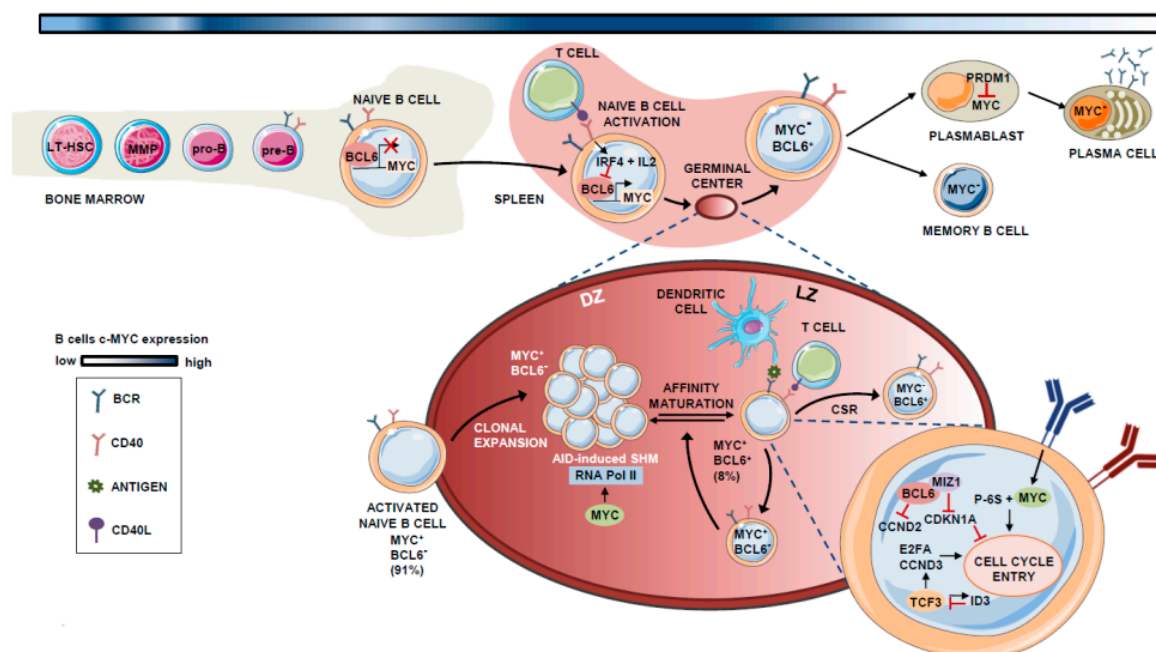 T CELL
NAIVE B CELL
NAIVE B CELL
ACTIVATION
LT-HSC
MMP
pro-B
pre-B
BCL6
MYC
BONE MARROW
SPLEEN
IRF4 + IL2
BCL6
MYC
GERMINAL
CENTER
MYC⁻
BCL6⁺
PRDM1
MYC
PLASMABLAST
MYC⁻
PLASMA CELL
MYC⁻
MEMORY B CELL
B cells c-MYC expression
low
high
BCR
CD40
ANTIGEN
CD40L
DZ
LZ
DENDRITIC
CELL
T CELL
MYC⁺
BCL6⁻
CLONAL
EXPANSION
AFFINITY
MATURATION
CSR
MYC⁻
BCL6⁺
AID-induced SHM
RNA Pol II
MYC
MYC⁺
BCL6⁺
(8%)
MYC⁺
BCL6⁻
ACTIVATED
NAIVE B CELL
MYC⁺
BCL6⁻
(91%)
BCL6
MIZ1
P-6S +
MYC
CCND2
CDKN1A
E2FA
CCND3
CELL CYCLE
ENTRY
TCF3
ID3